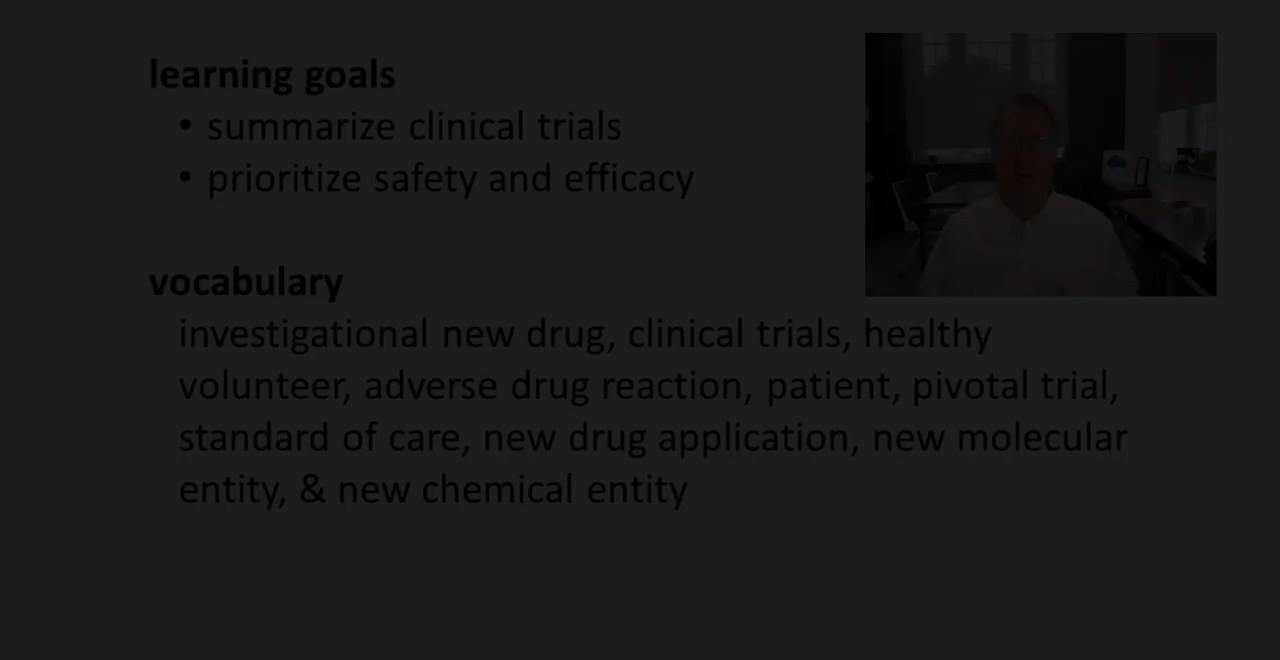 learning goals
• summarize clinical trials
• prioritize safety and efficacy
vocabulary
investigational new drug, clinical trials, healthy
volunteer, adverse drug reaction, patient, pivotal trial,
standard of care, new drug application, new molecular
entity, & new chemical entity